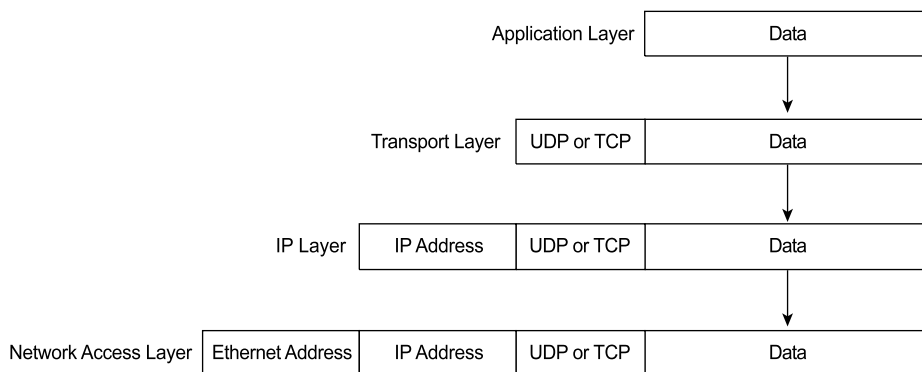 Application Layer Data
Transport Layer UDP or TCP Data
IP Layer IP Address UDP or TCP Data
Network Access Layer Ethernet Address IP Address UDP or TCP Data